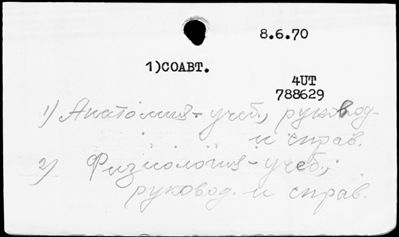 8.6.70
1)СОАВТ.
4UT
788629
1) Анатомия - учеб., руковод.
и справ.
2) Физиология - учеб.,
руковод. и справ.